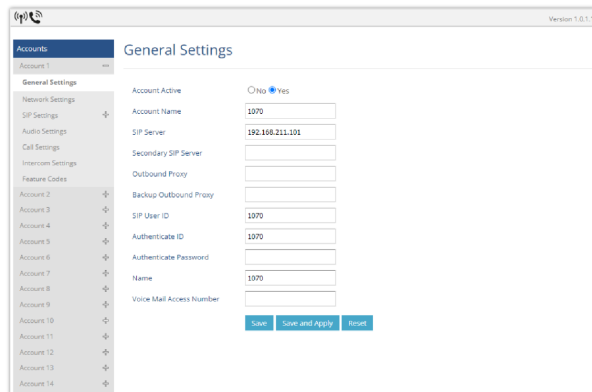 Version 1.0.1.
Accounts
Account 1
General Settings
Network Settings
SIP Settings
Audio Settings
Call Settings
Intercom Settings
Feature Codes
Account 2
Account 3
Account 4
Account 5
Account 6
Account 7
Account 8
Account 9
Account 10
Account 11
Account 12
Account 13
Account 14
General Settings
Account Active No Yes
Account Name 1070
SIP Server 192.168.211.101
Secondary SIP Server
Outbound Proxy
Backup Outbound Proxy
SIP User ID 1070
Authenticate ID 1070
Authenticate Password
Name 1070
Voice Mail Access Number
Save Save and Apply Reset